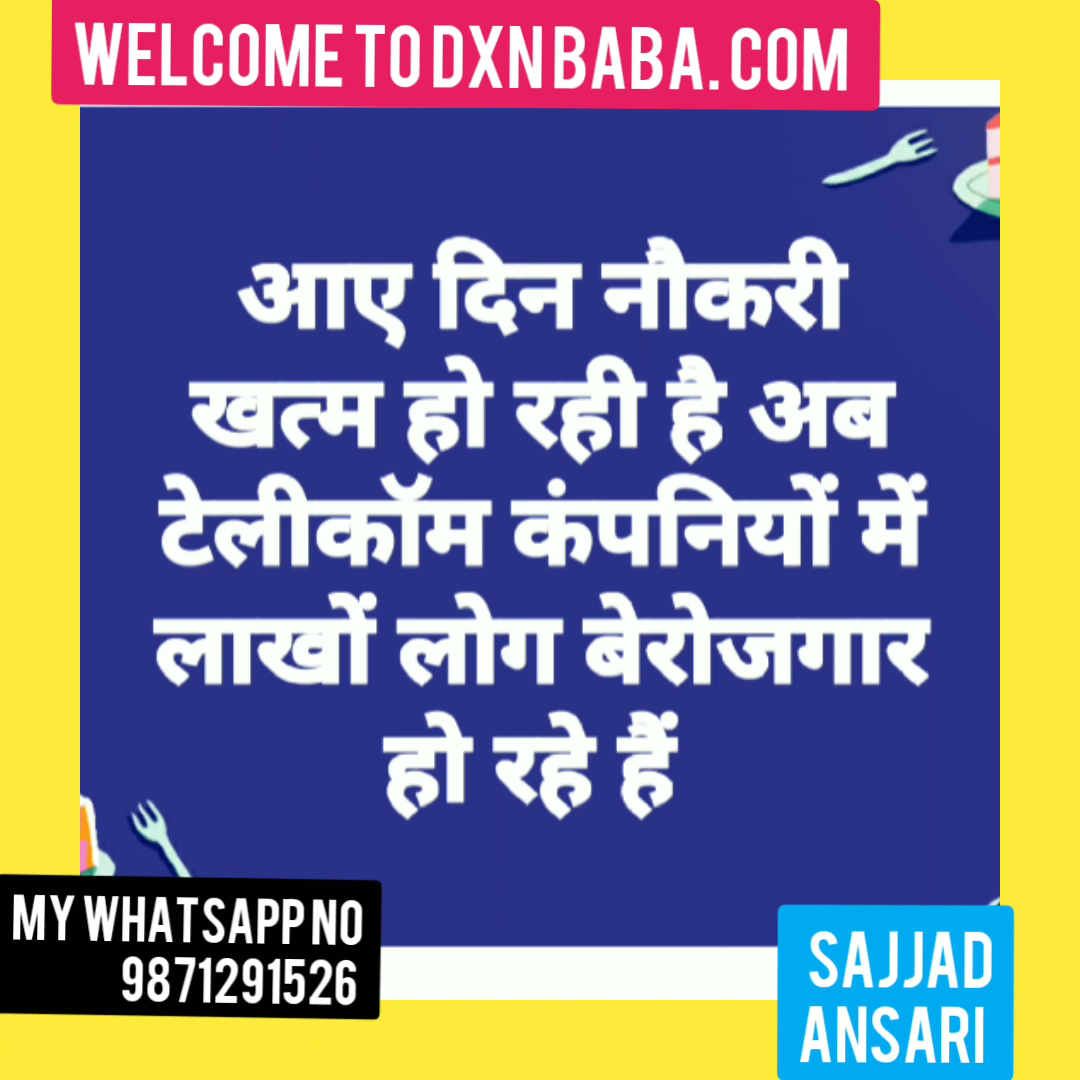 WELCOME TO DXNBABA.COM
आए दिन नौकरी
खत्म हो रही है अब
टेलीकॉम कंपनियों में
लाखों लोग बेरोजगार
हो रहे हैं
MY WHATSAPP NO
9871291526
SAJJAD
ANSARI